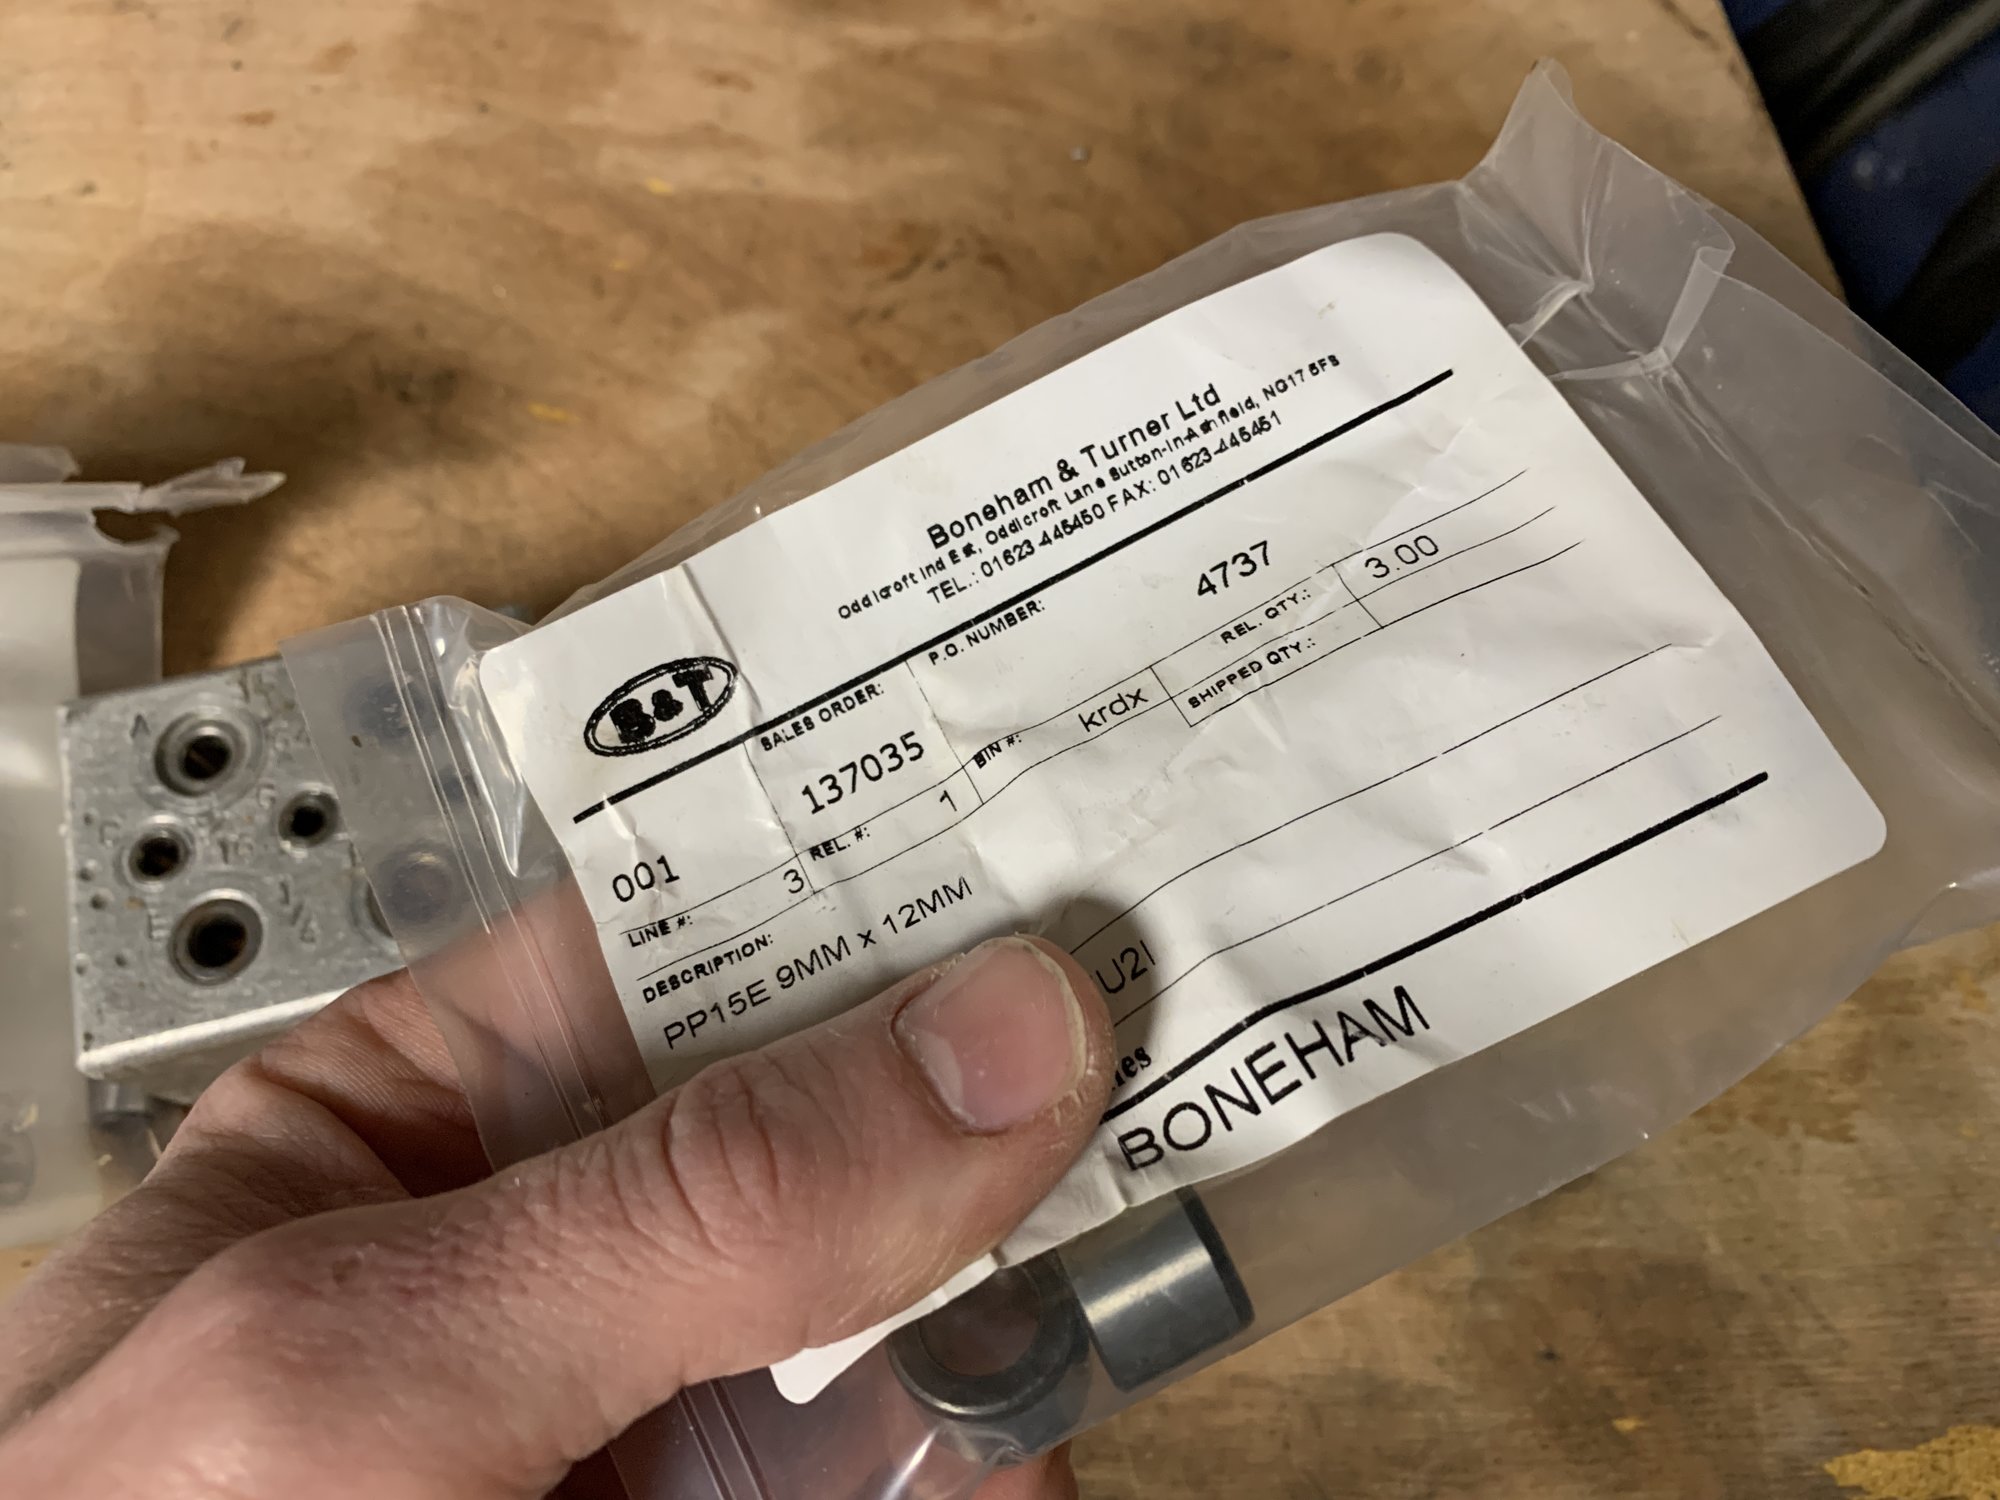 Boneham & Turner Ltd
Oddicroft Ind Est, Oddicroft Lane Sutton-in-Ashfield, NG17 5FS
TEL.: 01623-445450 FAX: 01623-445451
B&T
SALES ORDER:
P.O. NUMBER:
001
137035
4737
LINE #: 3
REL. #: 1
BIN #: krdx
REL. QTY.: 3.00
SHIPPED QTY.:
DESCRIPTION:
PP15E 9MM x 12MM
BONEHAM
A
1/4